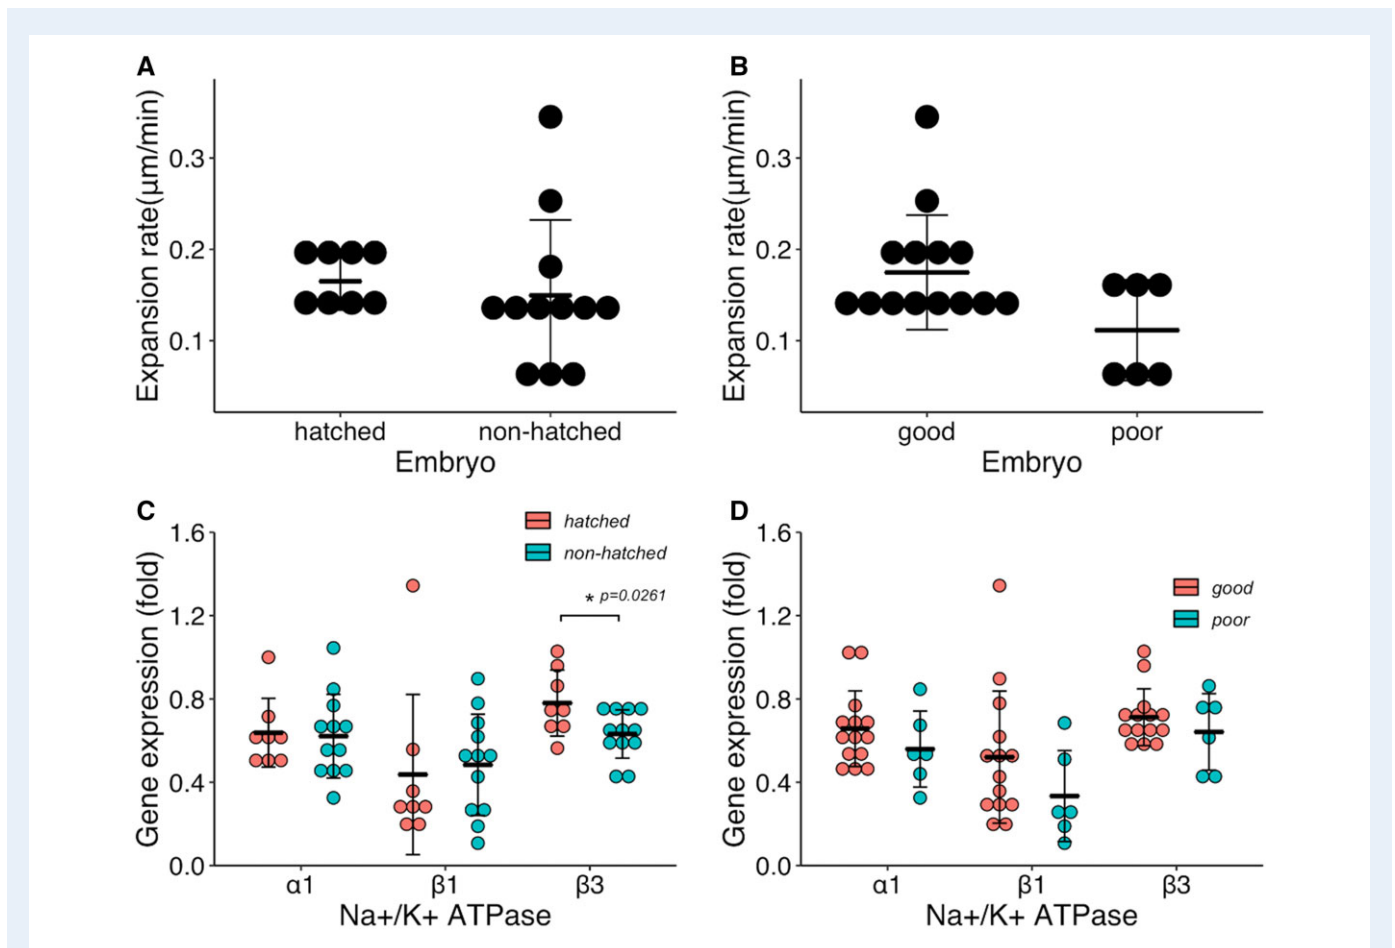 A
Expansion rate(µm/min)
0.3
0.2
0.1
hatched
non-hatched
Embryo
B
Expansion rate(µm/min)
0.3
0.2
0.1
good
poor
Embryo
C
Gene expression (fold)
1.6
1.2
0.8
0.4
0.0
hatched
non-hatched
* p=0.0261
α1
β1
β3
Na+/K+ ATPase
D
Gene expression (fold)
1.6
1.2
0.8
0.4
0.0
good
poor
α1
β1
β3
Na+/K+ ATPase